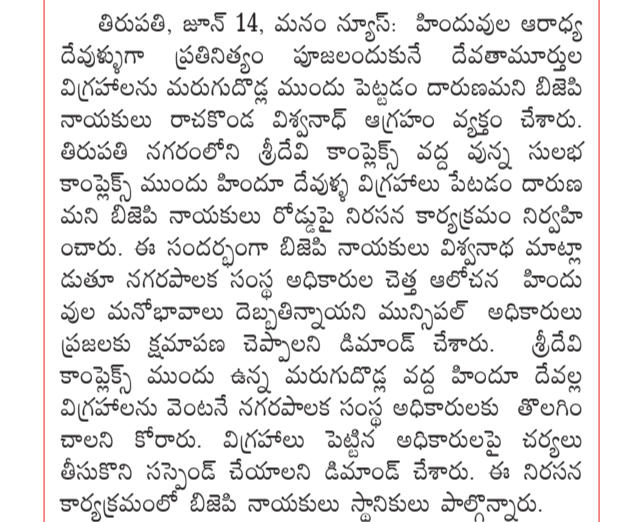 తిరుపతి, జూన్ 14, మనం న్యూస్: హిందువుల ఆరాధ్య
దేవుళ్ళుగా ప్రతినిత్యం పూజలందుకునే దేవతామూర్తుల
విగ్రహాలను మరుగుదొడ్ల ముందు పెట్టడం దారుణమని బిజెపి
నాయకులు రాచకొండ విశ్వనాధ్ ఆగ్రహం వ్యక్తం చేశారు.
తిరుపతి నగరంలోని శ్రీదేవి కాంప్లెక్స్ వద్ద వున్న సులభ
కాంప్లెక్స్ ముందు హిందూ దేవుళ్ళ విగ్రహాలు పేటడం దారుణ
మని బిజెపి నాయకులు రోడ్డుపై నిరసన కార్యక్రమం నిర్వహి
ంచారు. ఈ సందర్భంగా బిజెపి నాయకులు విశ్వనాథ మాట్లా
డుతూ నగరపాలక సంస్థ అధికారుల చెత్త ఆలోచన హిందు
వుల మనోభావాలు దెబ్బతిన్నాయని మున్సిపల్ అధికారులు
ప్రజలకు క్షమాపణ చెప్పాలని డిమాండ్ చేశారు. శ్రీదేవి
కాంప్లెక్స్ ముందు ఉన్న మరుగుదొడ్ల వద్ద హిందూ దేవల్ల
విగ్రహాలను వెంటనే నగరపాలక సంస్థ అధికారులకు తొలగిం
చాలని కోరారు. విగ్రహాలు పెట్టిన అధికారులపై చర్యలు
తీసుకొని సస్పెండ్ చేయాలని డిమాండ్ చేశారు. ఈ నిరసన
కార్యక్రమంలో బిజెపి నాయకులు స్థానికులు పాల్గొన్నారు.